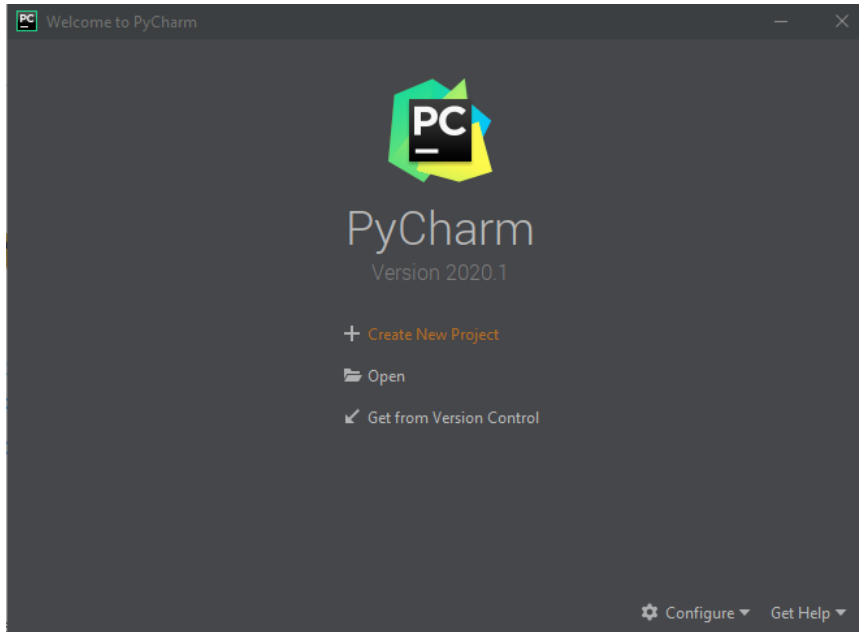 PC Welcome to PyCharm
PC
PyCharm
Version 2020.1
Create New Project
Open
Get from Version Control
Configure Get Help